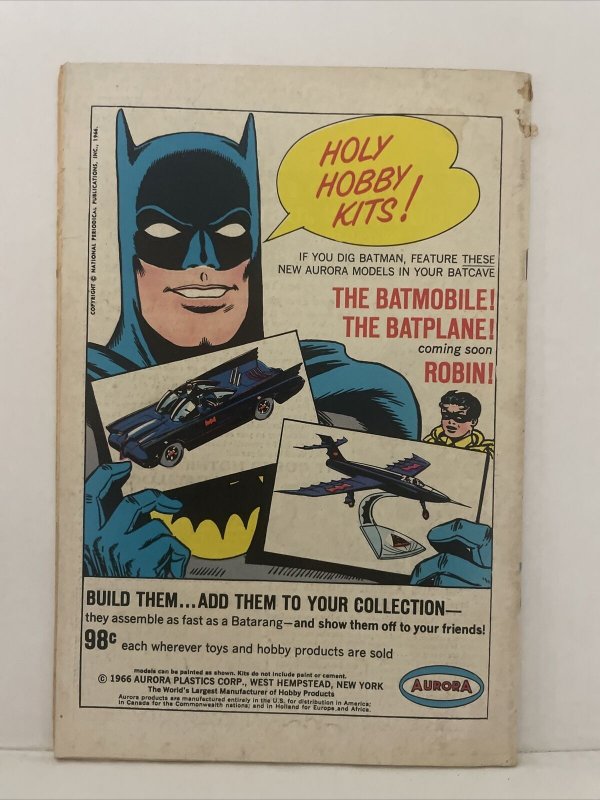 COPYRIGHT © NATIONAL PERIODICAL PUBLICATIONS, INC., 1966.
HOLY
HOBBY
KITS!
IF YOU DIG BATMAN, FEATURE THESE
NEW AURORA MODELS IN YOUR BATCAVE
THE BATMOBILE!
THE BATPLANE!
coming soon
ROBIN!
BUILD THEM...ADD THEM TO YOUR COLLECTION—
they assemble as fast as a Batarang—and show them off to your friends!
98¢ each wherever toys and hobby products are sold
models can be painted as shown. Kits do not include paint or cement.
© 1966 AURORA PLASTICS CORP., WEST HEMPSTEAD, NEW YORK
The World's Largest Manufacturer of Hobby Products
Aurora products are manufactured entirely in the U.S. for distribution in America;
in Canada for the Commonwealth nations; and in Holland for Europe and Africa.
AURORA